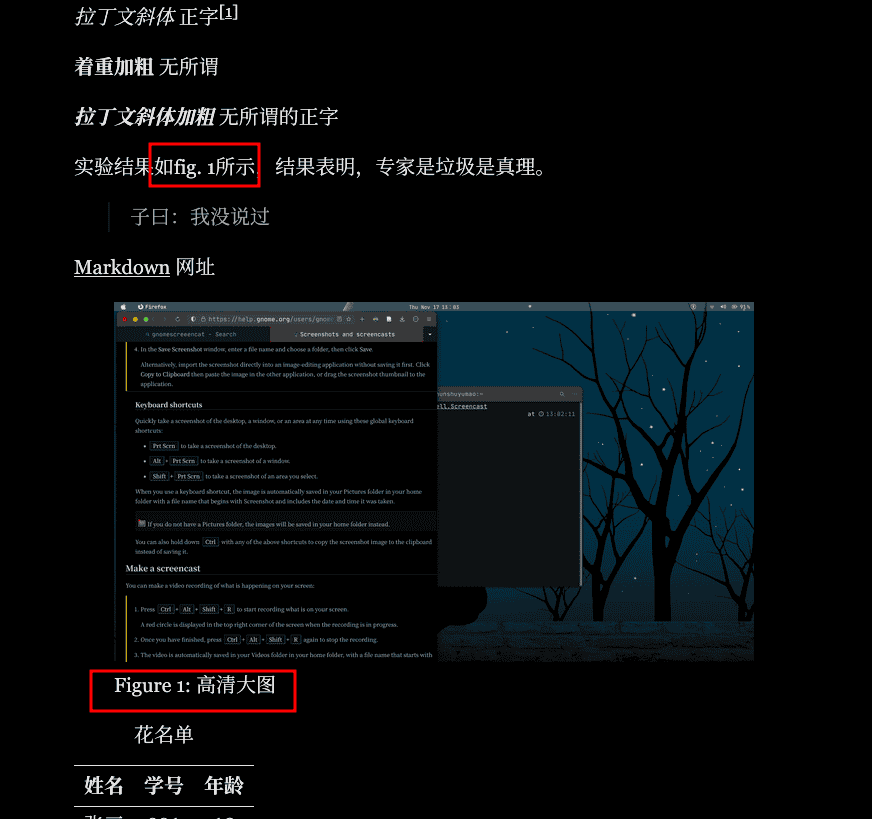 拉丁文斜体 正字[1]
着重加粗 无所谓
拉丁文斜体加粗 无所谓的正字
实验结果如fig. 1所示，结果表明，专家是垃圾是真理。
子曰：我没说过
Markdown 网址
Firefox
Thu Nov 17 13:03
91%
https://help.gnome.org/users/gnom
gnomescreencat - Search
Screenshots and screencasts
4. In the Save Screenshot window, enter a file name and choose a folder, then click Save.
Alternatively, import the screenshot directly into an image-editing application without saving it first. Click
Copy to Clipboard then paste the image in the other application, or drag the screenshot thumbnail to the
application.
unshuyumao:~
ell.Screencast
at 13:02:11
Keyboard shortcuts
Quickly take a screenshot of the desktop, a window, or an area at any time using these global keyboard
shortcuts:
• Prt Scrn to take a screenshot of the desktop.
• Alt + Prt Scrn to take a screenshot of a window.
• Shift + Prt Scrn to take a screenshot of an area you select.
When you use a keyboard shortcut, the image is automatically saved in your Pictures folder in your home
folder with a file name that begins with Screenshot and includes the date and time it was taken.
If you do not have a Pictures folder, the images will be saved in your home folder instead.
You can also hold down Ctrl with any of the above shortcuts to copy the screenshot image to the clipboard
instead of saving it.
Make a screencast
You can make a video recording of what is happening on your screen:
1. Press Ctrl + Alt + Shift + R to start recording what is on your screen.
A red circle is displayed in the top right corner of the screen when the recording is in progress.
2. Once you have finished, press Ctrl + Alt + Shift + R again to stop the recording.
3. The video is automatically saved in your Videos folder in your home folder, with a file name that starts with
Figure 1: 高清大图
花名单
姓名 学号 年龄